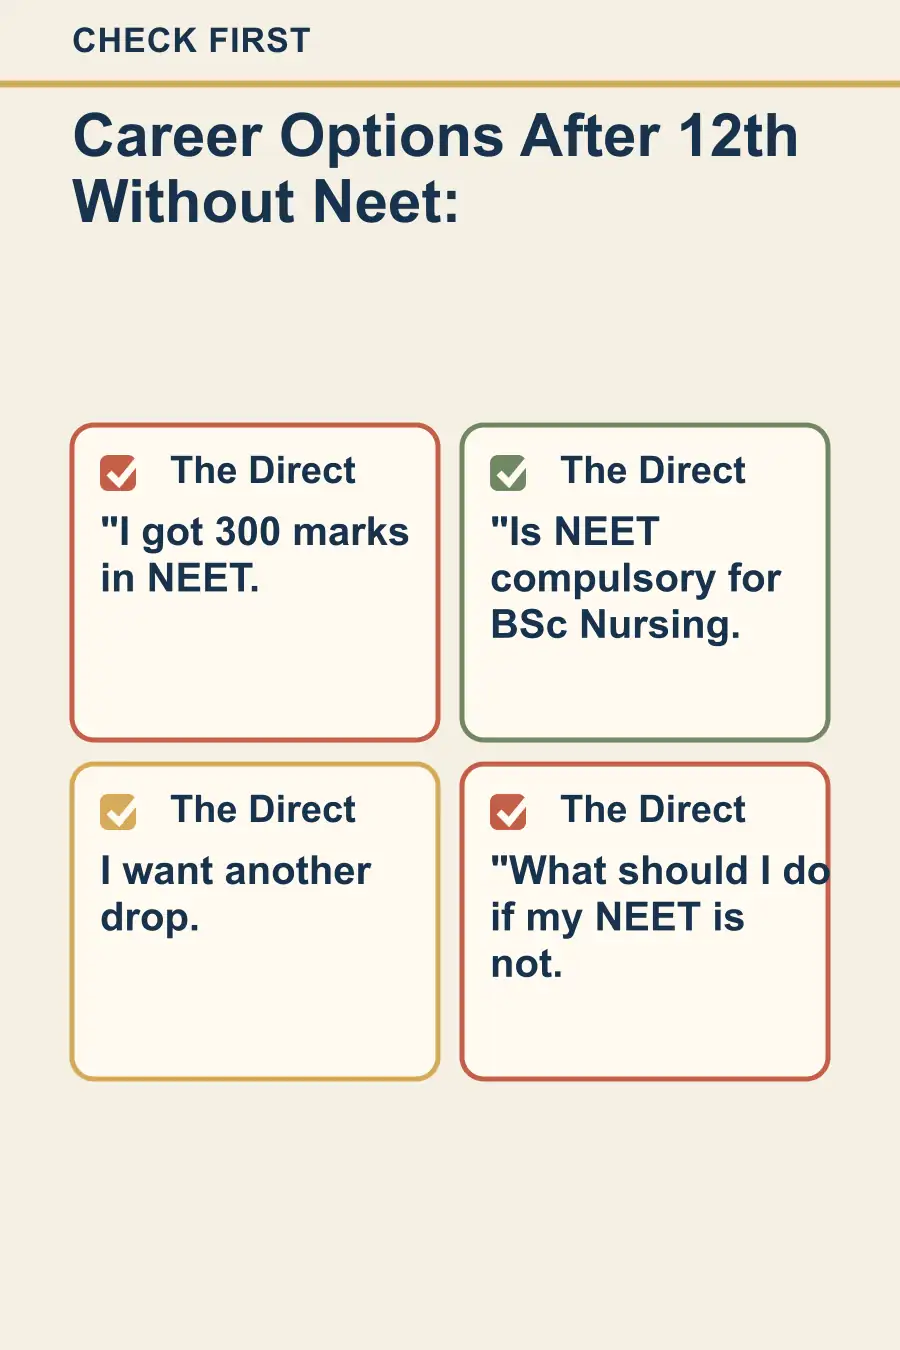 CHECK FIRST
Career Options After 12th
Without Neet:
The Direct
"I got 300 marks
in NEET.
The Direct
"Is NEET
compulsory for
BSc Nursing.
The Direct
I want another
drop.
The Direct
"What should I do
if my NEET is
not.